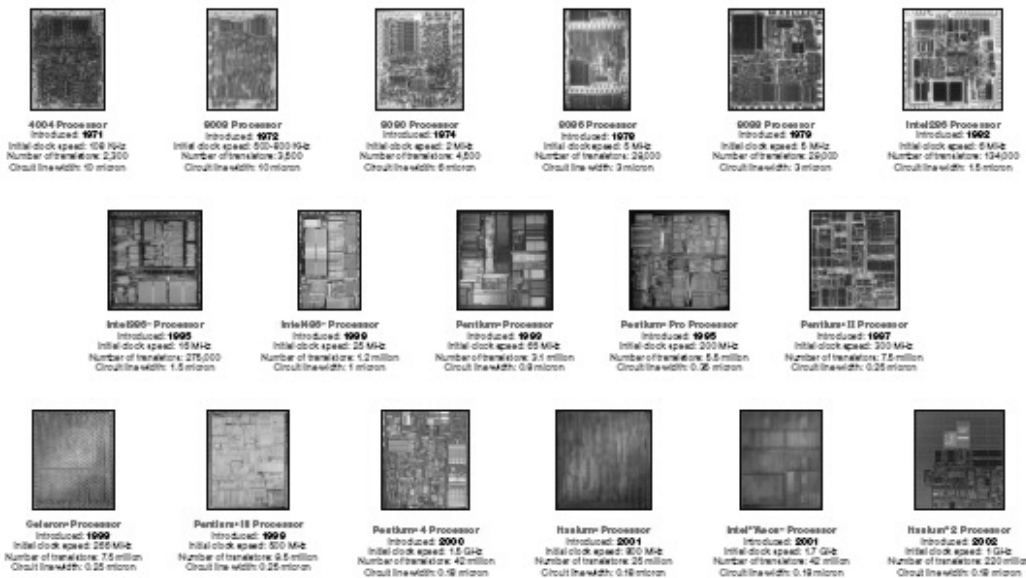 4004 Processor
Introduced: 1971
Initial clock speed: 108 KHz
Number of transistors: 2,300
Circuit line width: 10 micron
8008 Processor
Introduced: 1972
Initial clock speed: 500-800 KHz
Number of transistors: 3,500
Circuit line width: 10 micron
8080 Processor
Introduced: 1974
Initial clock speed: 2 MHz
Number of transistors: 4,500
Circuit line width: 6 micron
8086 Processor
Introduced: 1978
Initial clock speed: 5 MHz
Number of transistors: 29,000
Circuit line width: 3 micron
8088 Processor
Introduced: 1979
Initial clock speed: 5 MHz
Number of transistors: 29,000
Circuit line width: 3 micron
Intel286 Processor
Introduced: 1982
Initial clock speed: 6 MHz
Number of transistors: 134,000
Circuit line width: 1.5 micron
Intel386™ Processor
Introduced: 1985
Initial clock speed: 16 MHz
Number of transistors: 275,000
Circuit line width: 1.5 micron
Intel486™ Processor
Introduced: 1989
Initial clock speed: 25 MHz
Number of transistors: 1.2 million
Circuit line width: 1 micron
Pentium® Processor
Introduced: 1993
Initial clock speed: 66 MHz
Number of transistors: 3.1 million
Circuit line width: 0.8 micron
Pentium® Pro Processor
Introduced: 1995
Initial clock speed: 200 MHz
Number of transistors: 5.5 million
Circuit line width: 0.35 micron
Pentium® II Processor
Introduced: 1997
Initial clock speed: 300 MHz
Number of transistors: 7.5 million
Circuit line width: 0.25 micron
Celeron® Processor
Introduced: 1998
Initial clock speed: 266 MHz
Number of transistors: 7.5 million
Circuit line width: 0.25 micron
Pentium® III Processor
Introduced: 1999
Initial clock speed: 500 MHz
Number of transistors: 9.5 million
Circuit line width: 0.25 micron
Pentium® 4 Processor
Introduced: 2000
Initial clock speed: 1.5 GHz
Number of transistors: 42 million
Circuit line width: 0.18 micron
Itanium® Processor
Introduced: 2001
Initial clock speed: 800 MHz
Number of transistors: 25 million
Circuit line width: 0.18 micron
Intel® Xeon™ Processor
Introduced: 2001
Initial clock speed: 1.7 GHz
Number of transistors: 42 million
Circuit line width: 0.18 micron
Itanium® 2 Processor
Introduced: 2002
Initial clock speed: 1 GHz
Number of transistors: 220 million
Circuit line width: 0.18 micron